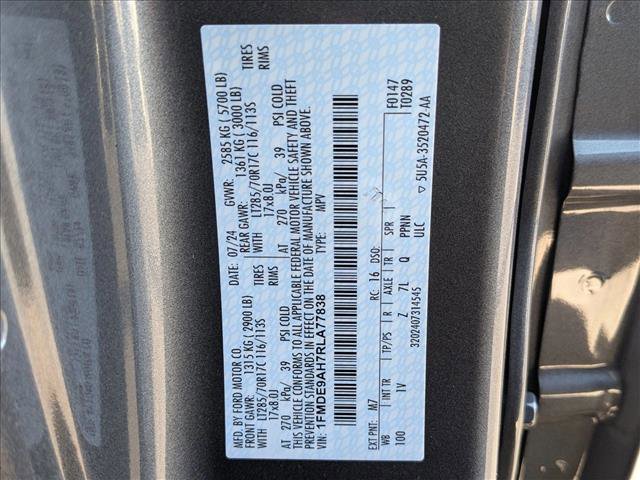 MFD BY FORD MOTOR CO.
DATE: 07/24 GVWR: 2585 KG ( 5700 LB)
FRONT GAWR: 1315 KG ( 2900 LB) REAR GAWR: 1361 KG ( 3000 LB)
WITH LT285/70R17C 116/113S TIRES WITH LT285/70R17C 116/113S TIRES
17x8.0J RIMS 17x8.0J RIMS
AT 270 kPa/ 39 PSI COLD AT 270 kPa/ 39 PSI COLD
THIS VEHICLE CONFORMS TO ALL APPLICABLE FEDERAL MOTOR VEHICLE SAFETY AND THEFT
PREVENTION STANDARDS IN EFFECT ON THE DATE OF MANUFACTURE SHOWN ABOVE.
VIN: 1FMDE9AH7RLA77838 TYPE: MPV
F0147
T0289
EXT PNT: M7 RC: 16 DSO:
WB INT TR TP/PS R AXLE TR SPR
100 1V Z 7L Q PPNN
3202407314545 ULC
▽ 5U5A-3520472-AA